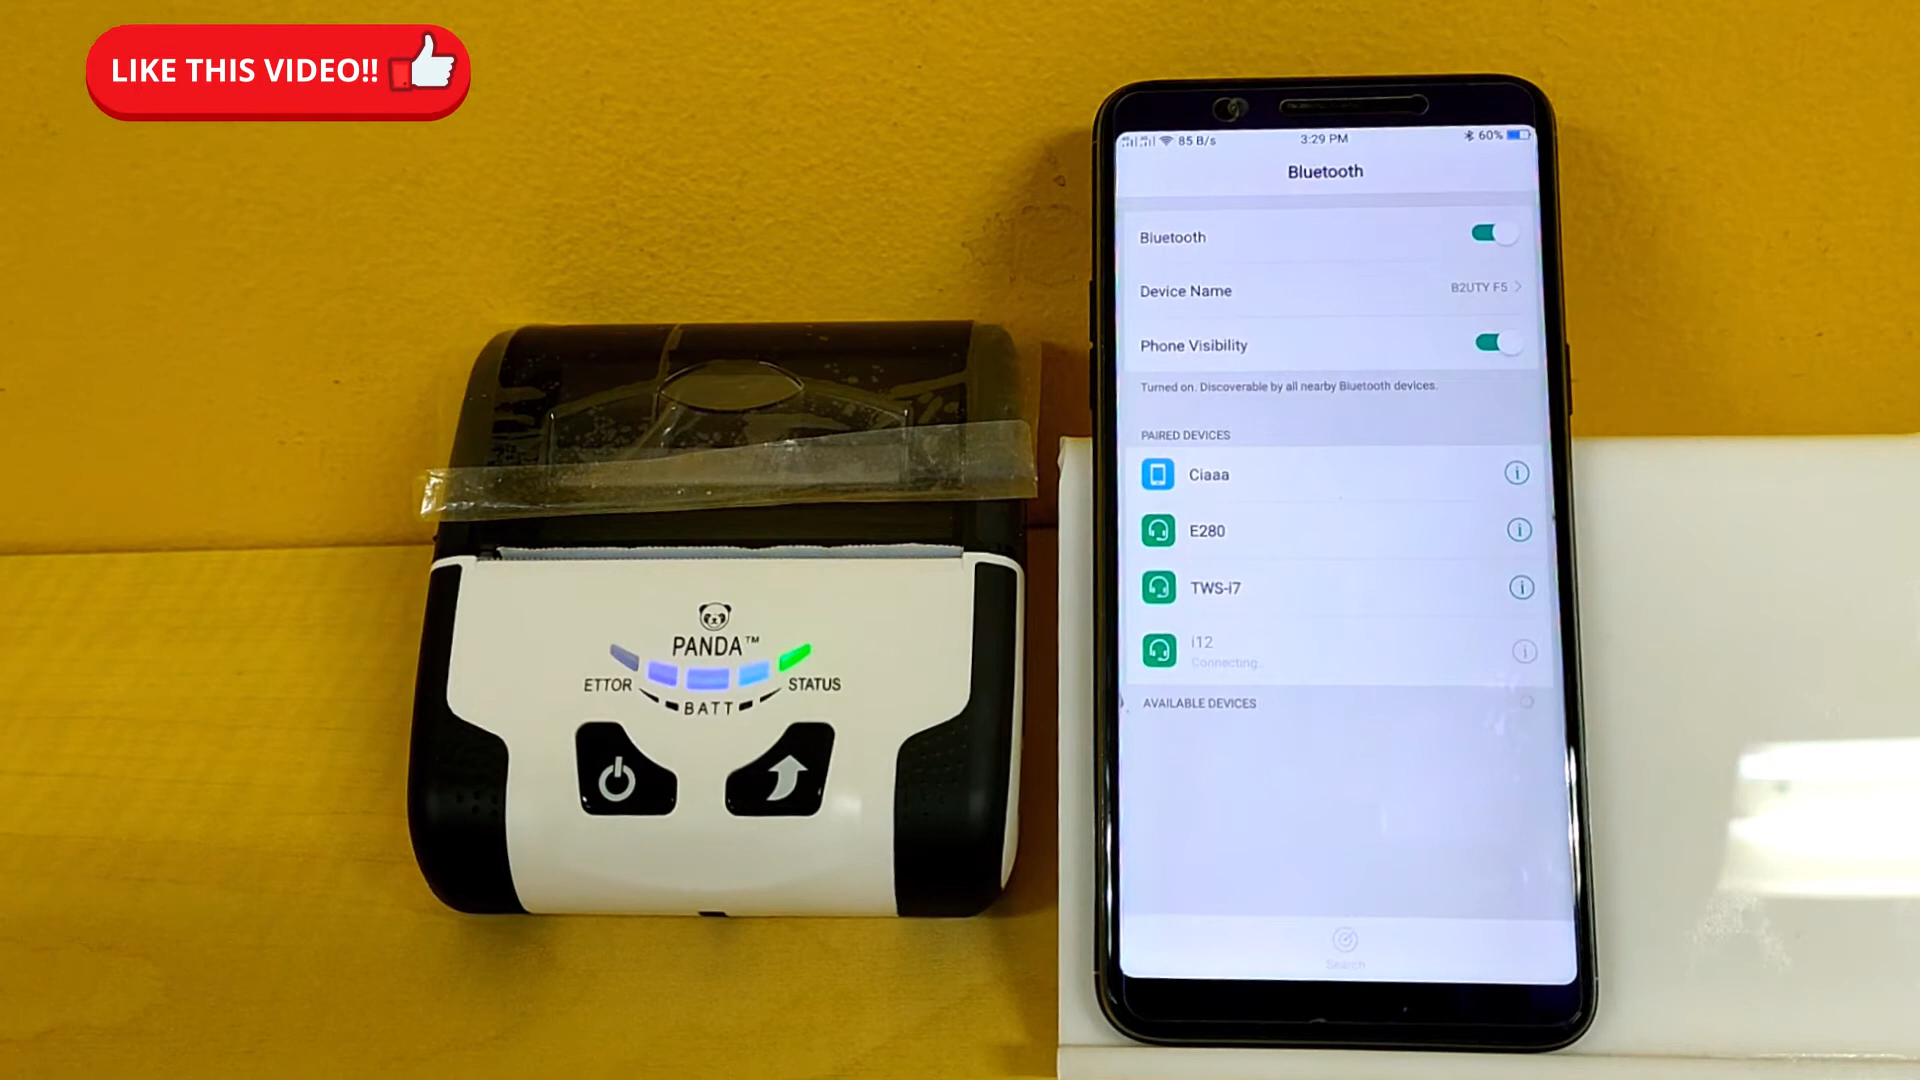 LIKE THIS VIDEO!!
PANDA™
ETTOR
STATUS
BATT
85 B/s
3:29 PM
60%
Bluetooth
Bluetooth
Device Name
B2UTY F5
Phone Visibility
Turned on. Discoverable by all nearby Bluetooth devices.
PAIRED DEVICES
Ciaaa
E280
TWS-i7
i12
Connecting...
AVAILABLE DEVICES
Search